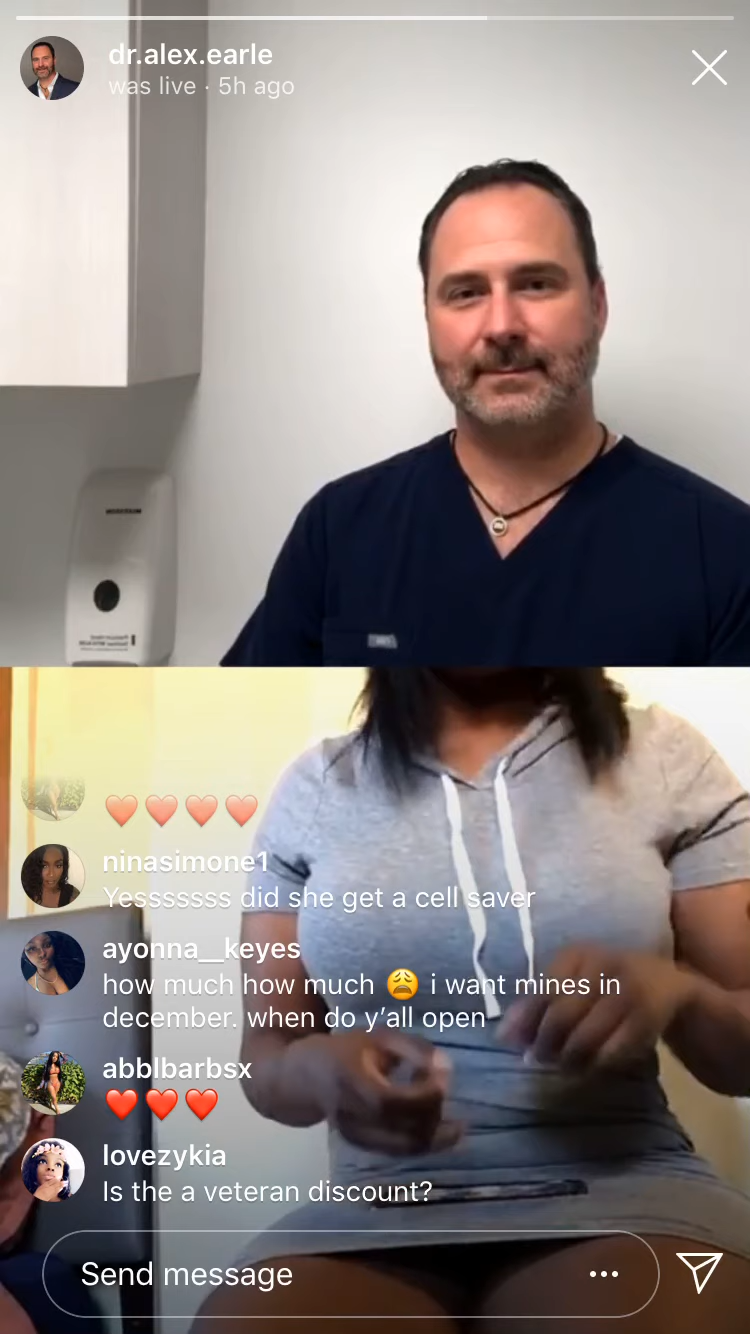 dr.alex.earle
was live · 5h ago
❤️❤️❤️❤️
ninasimone1
Yesssssss did she get a cell saver
ayonna__keyes
how much how much 😩 i want mines in
december. when do y’all open
abblbarbsx
❤️❤️❤️
lovezykia
Is the a veteran discount?
Send message